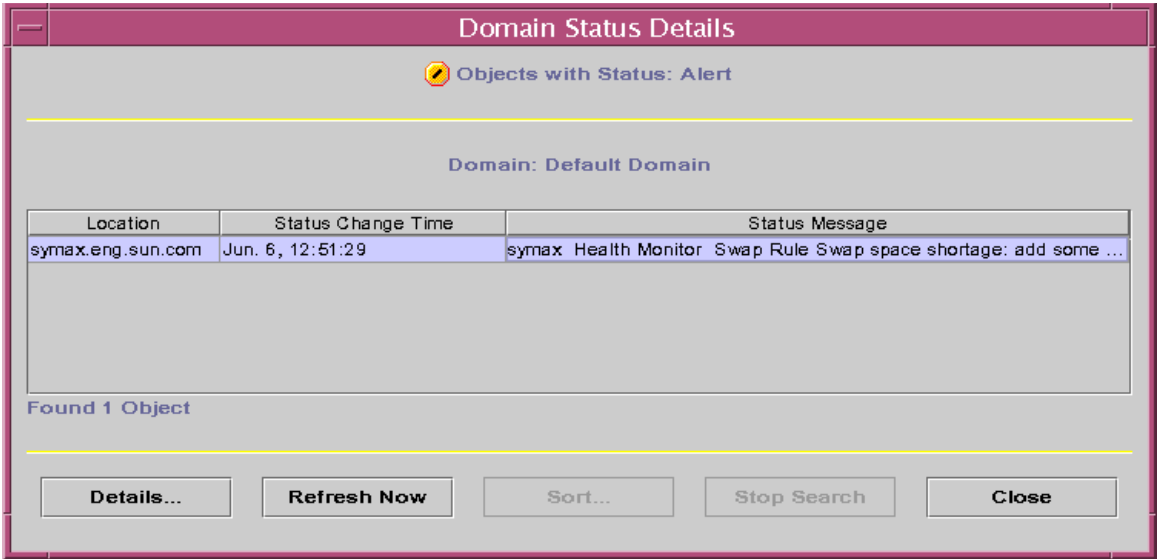 Domain Status Details
Objects with Status: Alert
Domain: Default Domain
Location Status Change Time Status Message
symax.eng.sun.com Jun. 6, 12:51:29 symax Health Monitor Swap Rule Swap space shortage: add some ...
Found 1 Object
Details... Refresh Now Sort... Stop Search Close